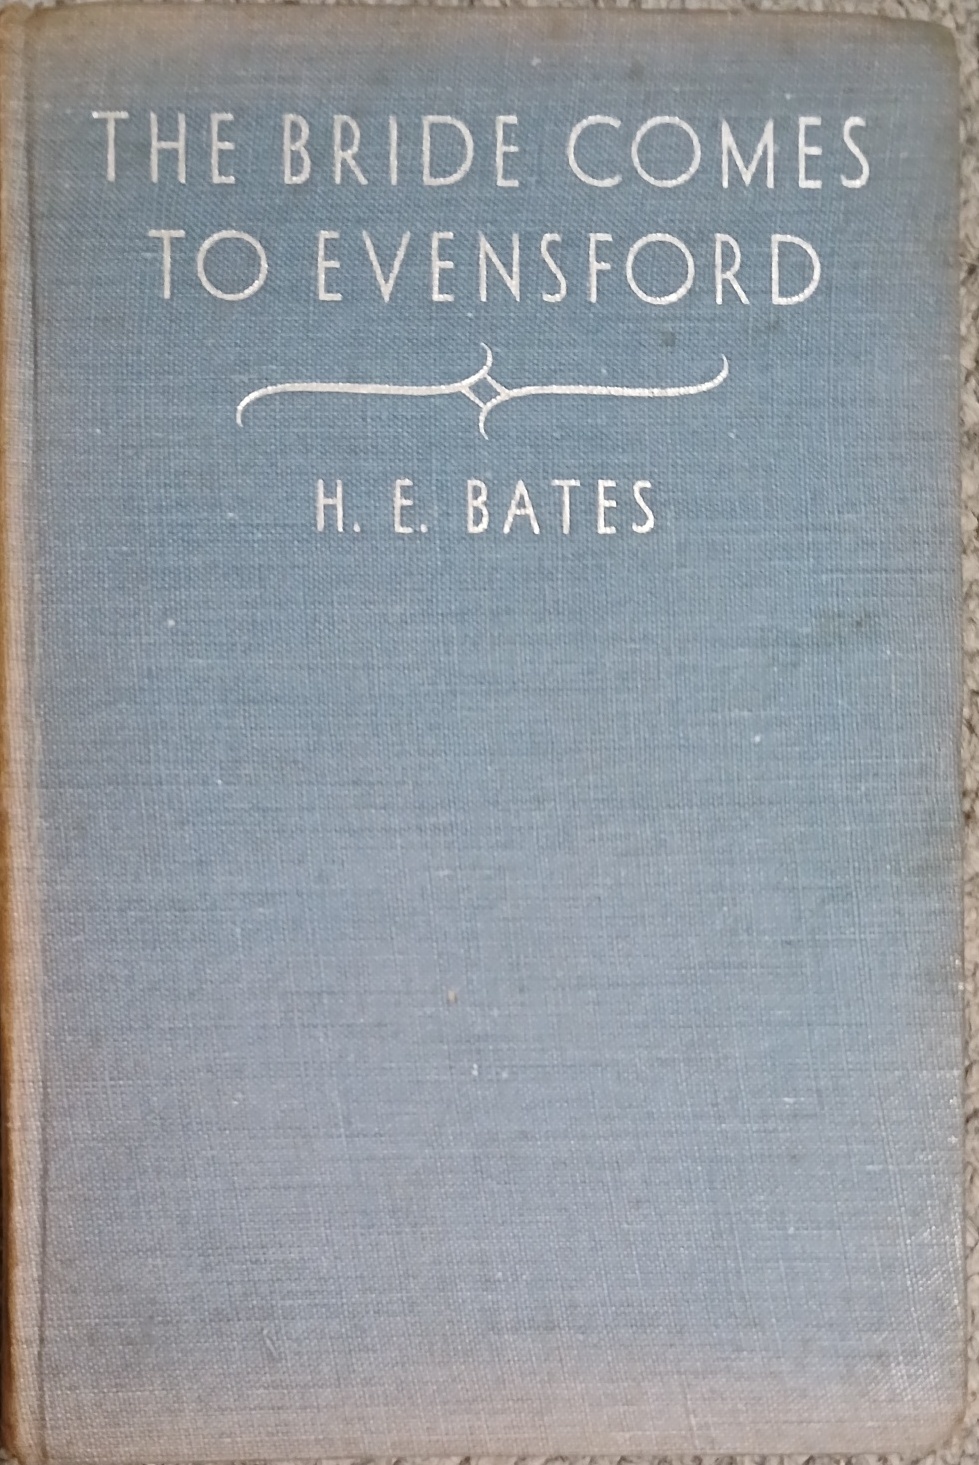 THE BRIDE COMES
TO EVENSFORD
H. E. BATES